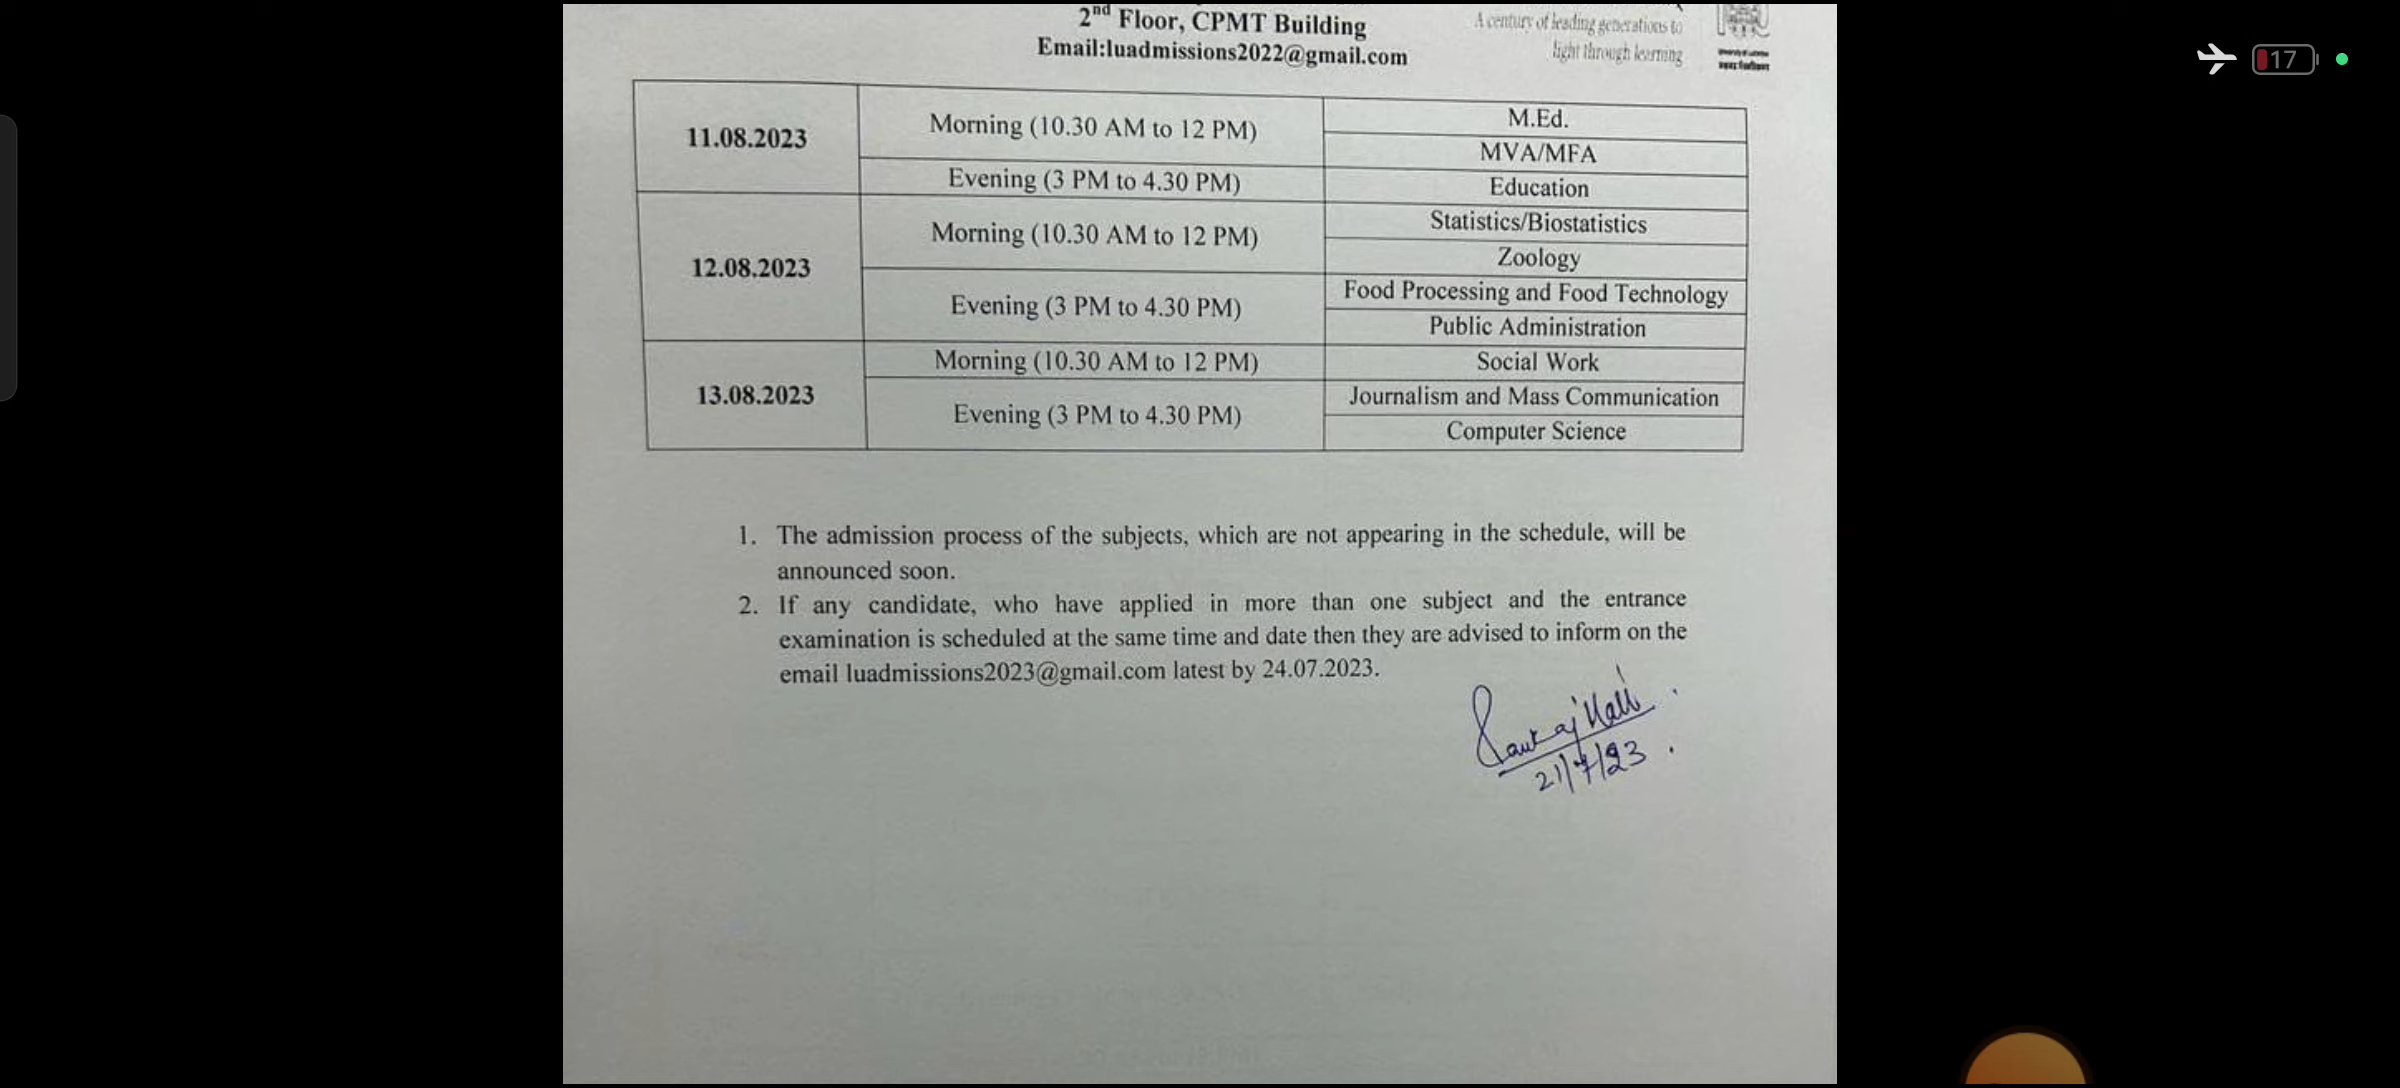 17
2nd Floor, CPMT Building
Email:luadmissions2022@gmail.com
A century of leading generations to
light through learning
11.08.2023
Morning (10.30 AM to 12 PM)
M.Ed.
MVA/MFA
Evening (3 PM to 4.30 PM)
Education
12.08.2023
Morning (10.30 AM to 12 PM)
Statistics/Biostatistics
Zoology
Evening (3 PM to 4.30 PM)
Food Processing and Food Technology
Public Administration
13.08.2023
Morning (10.30 AM to 12 PM)
Social Work
Evening (3 PM to 4.30 PM)
Journalism and Mass Communication
Computer Science
1. The admission process of the subjects, which are not appearing in the schedule, will be
announced soon.
2. If any candidate, who have applied in more than one subject and the entrance
examination is scheduled at the same time and date then they are advised to inform on the
email luadmissions2023@gmail.com latest by 24.07.2023.
21/7/23